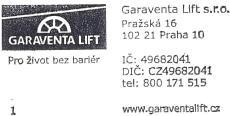 GARAVENTA LIFT
Pro život bez bariér
Garaventa Lift s.r.o.
Pražská 16
102 21 Praha 10
IČ: 49682041
DIČ: CZ49682041
tel: 800 171 515
1
www.garaventalift.cz